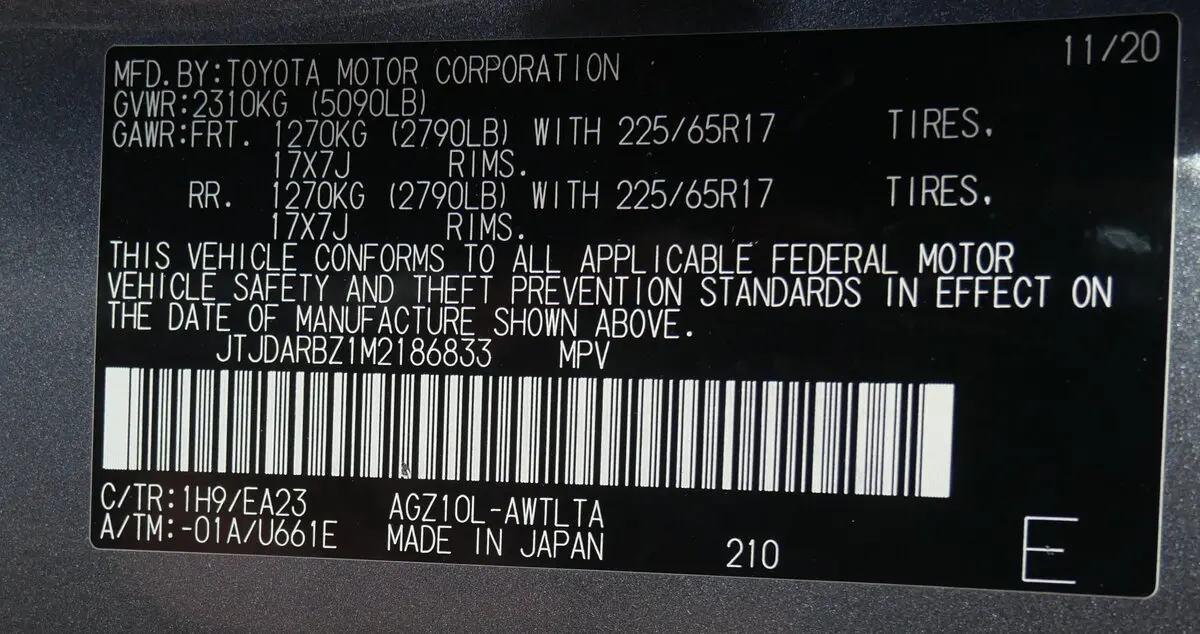 11/20
MFD.BY:TOYOTA MOTOR CORPORATION
GVWR:2310KG (5090LB)
GAWR:FRT. 1270KG (2790LB) WITH 225/65R17 TIRES.
17X7J RIMS.
RR. 1270KG (2790LB) WITH 225/65R17 TIRES.
17X7J RIMS.
THIS VEHICLE CONFORMS TO ALL APPLICABLE FEDERAL MOTOR
VEHICLE SAFETY AND THEFT PREVENTION STANDARDS IN EFFECT ON
THE DATE OF MANUFACTURE SHOWN ABOVE.
JTJDARBZ1M2186833 MPV
C/TR:1H9/EA23 AGZ10L-AWTLTA
A/TM:-01A/U661E MADE IN JAPAN 210 E